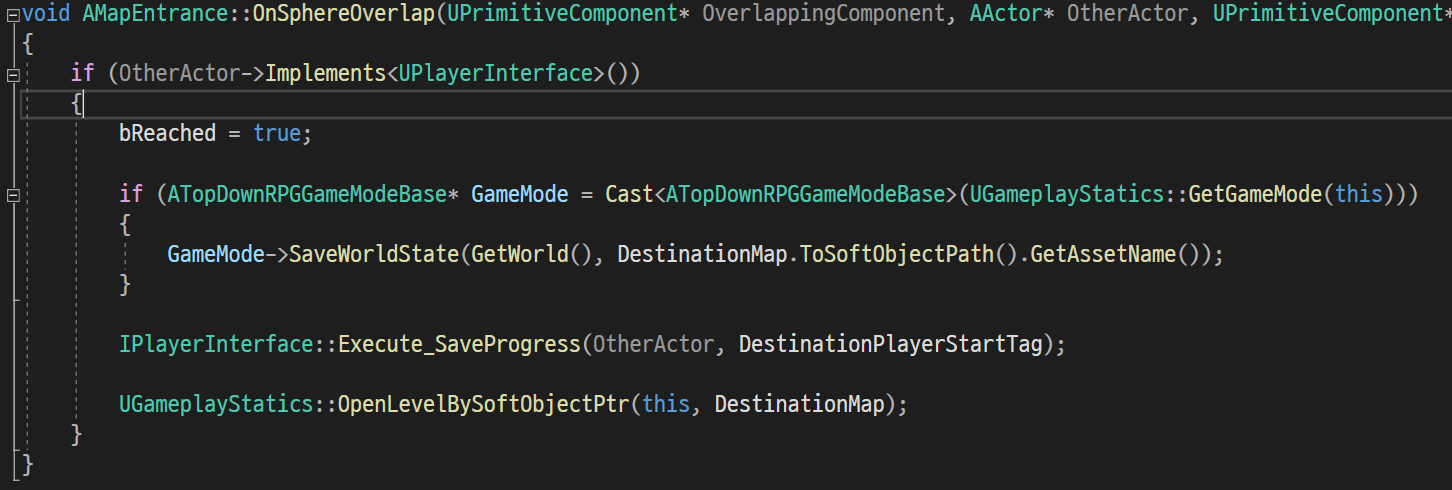 void AMapEntrance::OnSphereOverlap(UPrimitiveComponent* OverlappingComponent, AActor* OtherActor, UPrimitiveComponent*
{
if (OtherActor->Implements<UPlayerInterface>())
{
bReached = true;
if (ATopDownRPGGameModeBase* GameMode = Cast<ATopDownRPGGameModeBase>(UGameplayStatics::GetGameMode(this)))
{
GameMode->SaveWorldState(GetWorld(), DestinationMap.ToSoftObjectPath().GetAssetName());
}
IPlayerInterface::Execute_SaveProgress(OtherActor, DestinationPlayerStartTag);
UGameplayStatics::OpenLevelBySoftObjectPtr(this, DestinationMap);
}
}